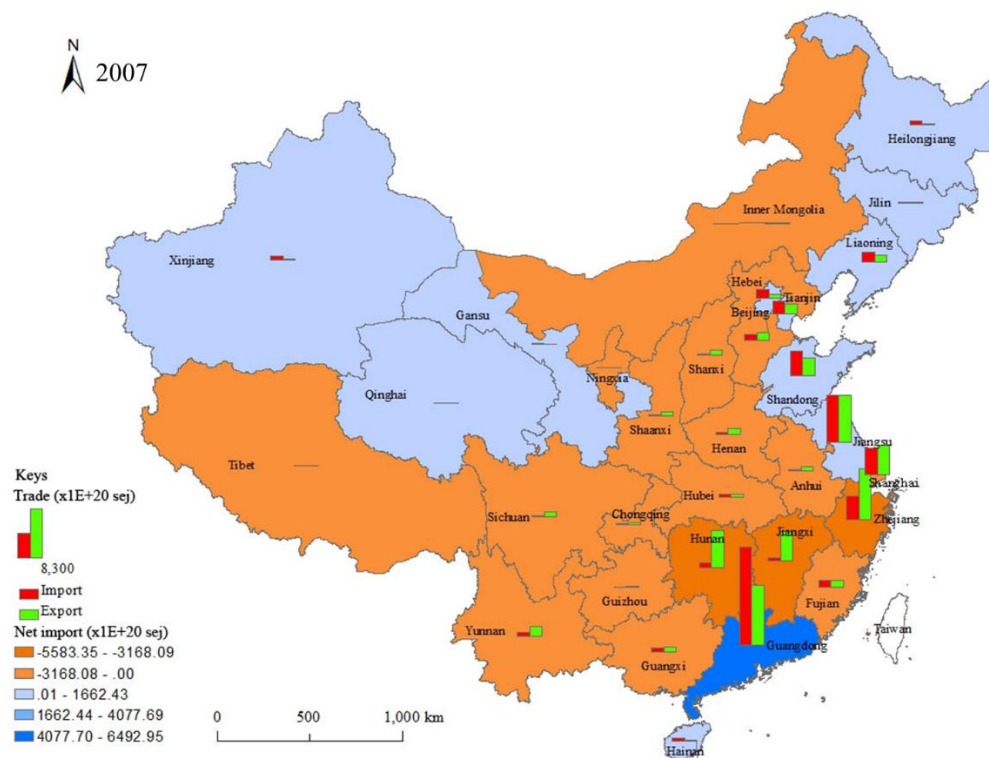 N
2007
Heilongjiang
Jilin
Inner Mongolia
Liaoning
Xinjiang
Hebei
Tianjin
Beijing
Gansu
Shanxi
Ningxia
Qinghai
Shandong
Shaanxi
Jiangsu
Henan
Tibet
Anhui
Shanghai
Hubei
Sichuan
Chongqing
Zhejiang
Hunan
Jiangxi
Guizhou
Fujian
Yunnan
Taiwan
Guangdong
Guangxi
Hainan
Keys
Trade (x1E+20 sej)
8,300
Import
Export
Net import (x1E+20 sej)
-5583.35 - -3168.09
-3168.08 - .00
.01 - 1662.43
1662.44 - 4077.69
4077.70 - 6492.95
0 500 1,000 km